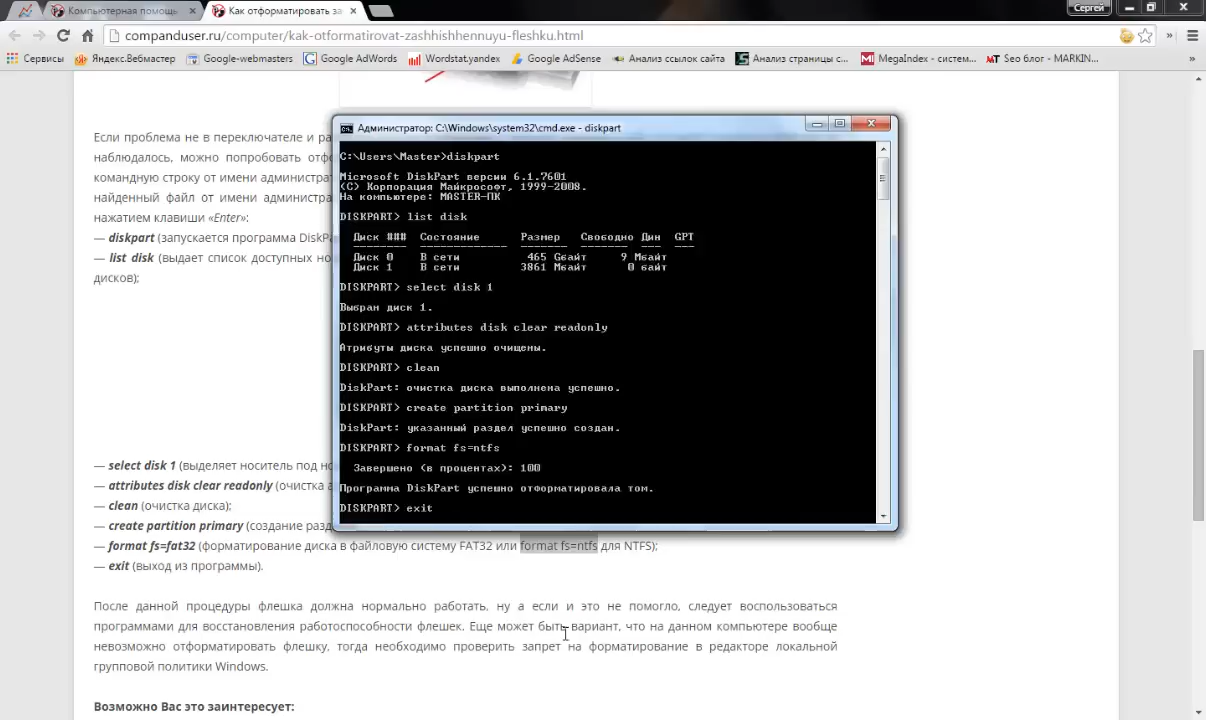 Компьютерная помощь
Как отформатировать за
Сергей
companduser.ru/computer/kak-otformatirovat-zashhishhennuyu-fleshku.html
Сервисы
Яндекс.Вебмастер
Google-webmasters
Google AdWords
Wordstat.yandex
Google AdSense
Анализ ссылок сайта
Анализ страницы с...
MegaIndex - систем...
Seo блог - MARKIN...
Если проблема не в переключателе и ра
наблюдалось, можно попробовать отфо
командную строку от имени администрат
найденный файл от имени администра
нажатием клавиши «Enter»:
— diskpart (запускается программа DiskPa
— list disk (выдает список доступных но
дисков);
Администратор: C:\Windows\system32\cmd.exe - diskpart
C:\Users\Master>diskpart
Microsoft DiskPart версии 6.1.7601
(C) Корпорация Майкрософт, 1999-2008.
На компьютере: MASTER-ПК
DISKPART> list disk
Диск ### Состояние Размер Свободно Дин GPT
Диск 0 В сети 465 Gбайт 9 Mбайт
Диск 1 В сети 3861 Mбайт 0 байт
DISKPART> select disk 1
Выбран диск 1.
DISKPART> attributes disk clear readonly
Атрибуты диска успешно очищены.
DISKPART> clean
DiskPart: очистка диска выполнена успешно.
DISKPART> create partition primary
DiskPart: указанный раздел успешно создан.
DISKPART> format fs=ntfs
Завершено (в процентах): 100
Программа DiskPart успешно отформатировала том.
DISKPART> exit
— select disk 1 (выделяет носитель под но
— attributes disk clear readonly (очистка а
— clean (очистка диска);
— create partition primary (создание разд
— format fs=fat32 (форматирование диска в файловую систему FAT32 или format fs=ntfs для NTFS);
— exit (выход из программы).
После данной процедуры флешка должна нормально работать, ну а если и это не помогло, следует воспользоваться
программами для восстановления работоспособности флешек. Еще может быть вариант, что на данном компьютере вообще
невозможно отформатировать флешку, тогда необходимо проверить запрет на форматирование в редакторе локальной
групповой политики Windows.
Возможно Вас это заинтересует: